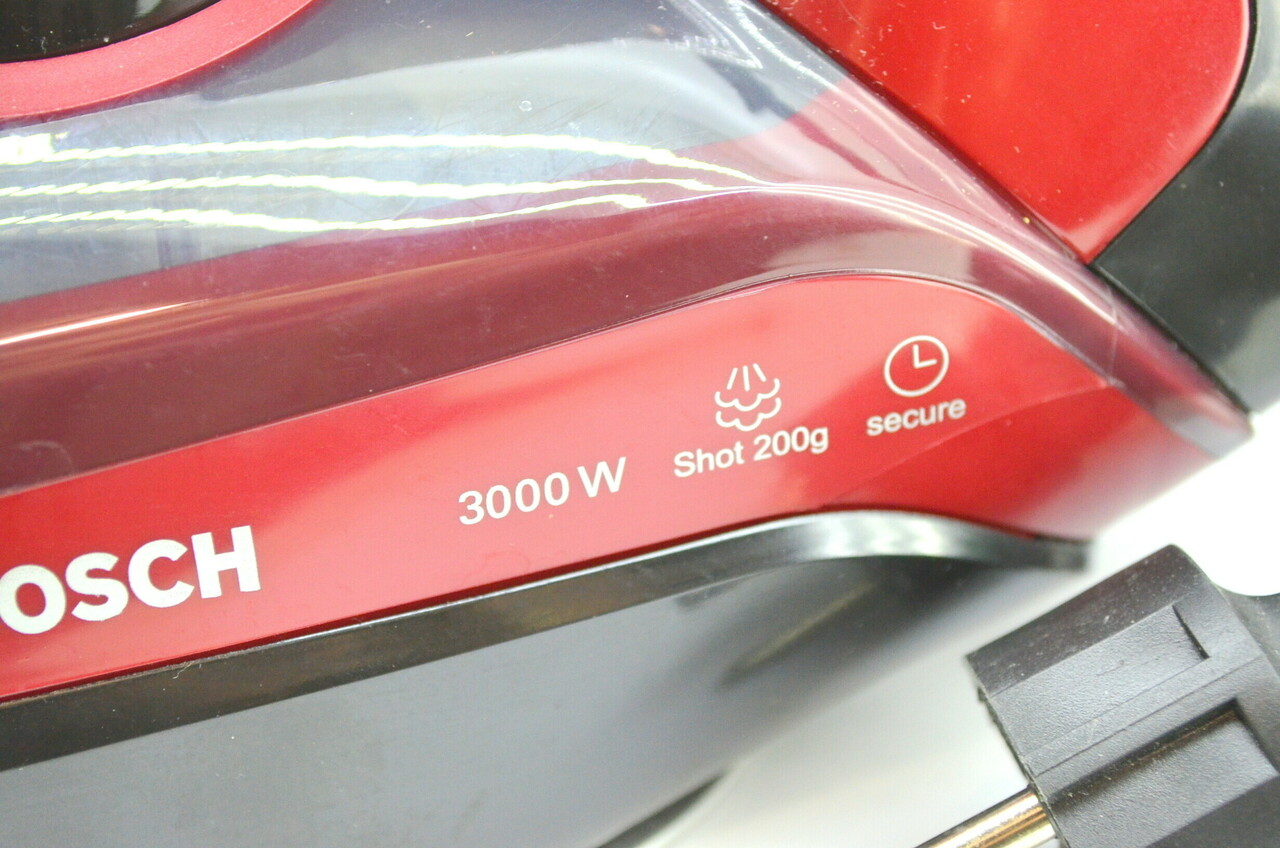 OSCH
3000 W
Shot 200g
secure